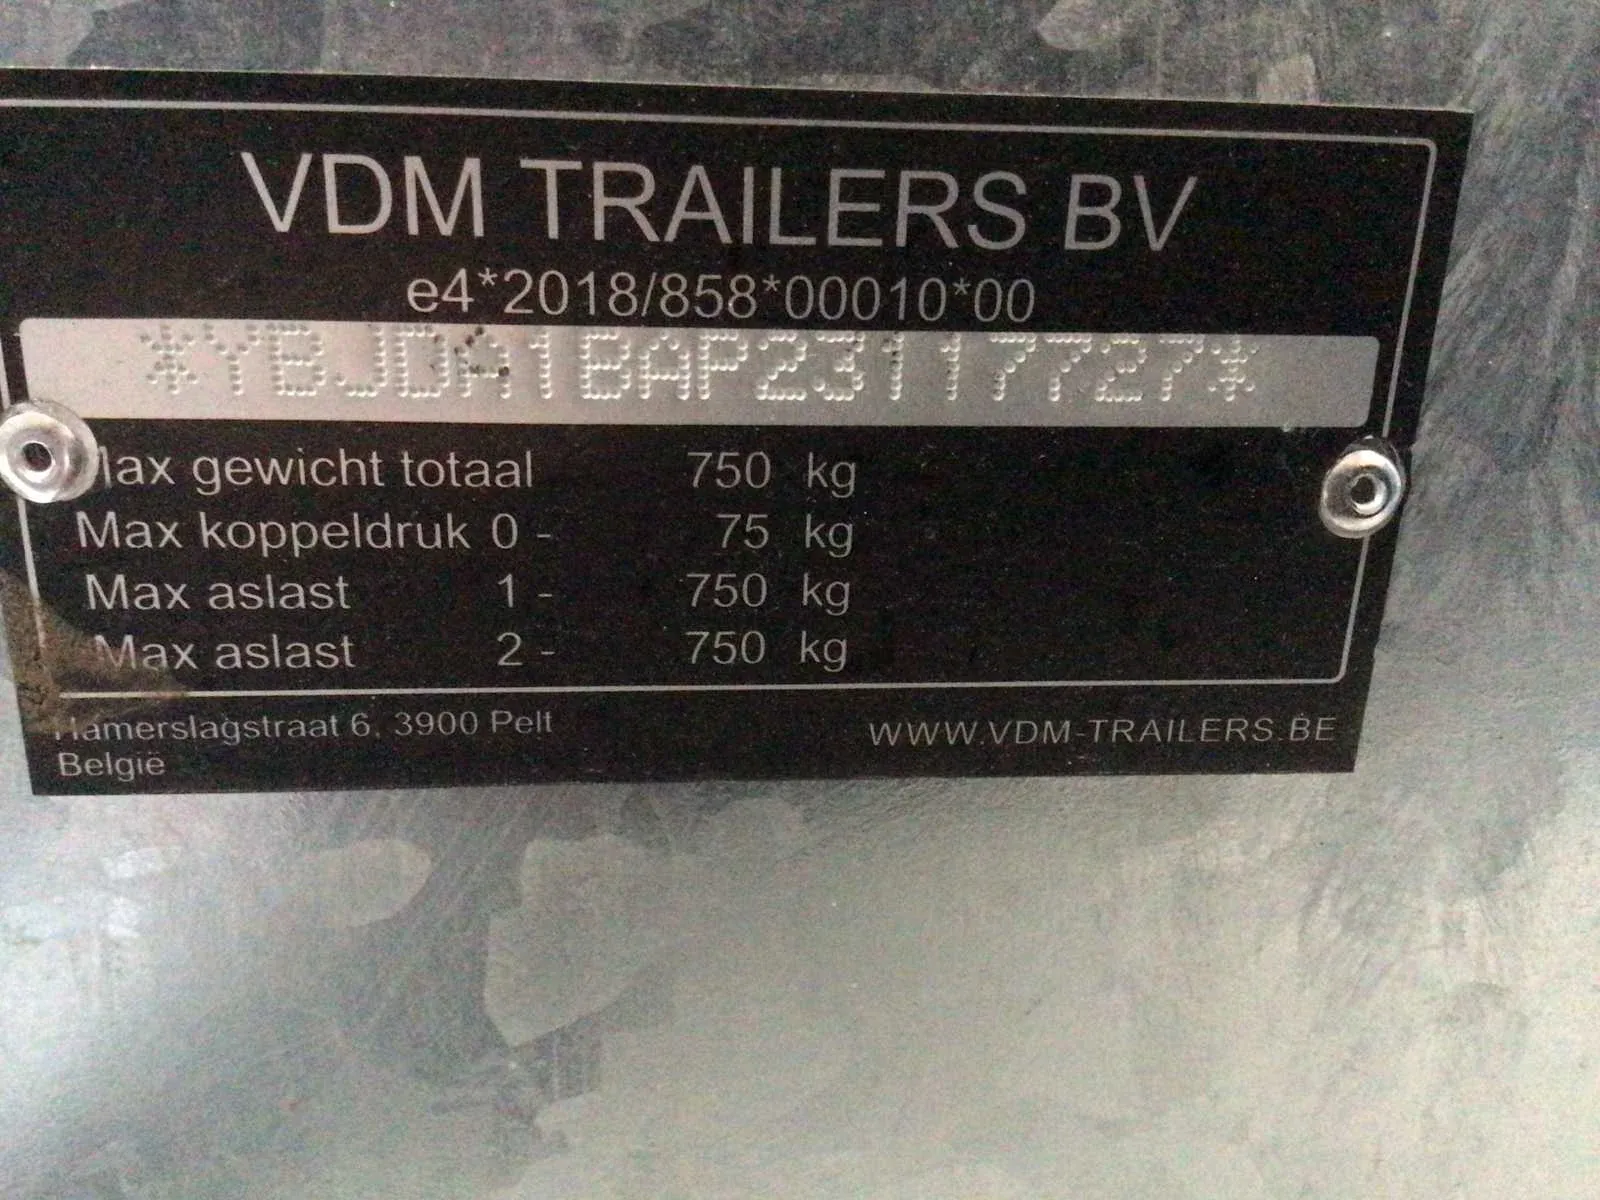 VDM TRAILERS BV
e4*2018/858*00010*00
*YBJDA1BAP23117727*
Max gewicht totaal 750 kg
Max koppeldruk 0 - 75 kg
Max aslast 1 - 750 kg
Max aslast 2 - 750 kg
Hamerslagstraat 6, 3900 Pelt
België
WWW.VDM-TRAILERS.BE